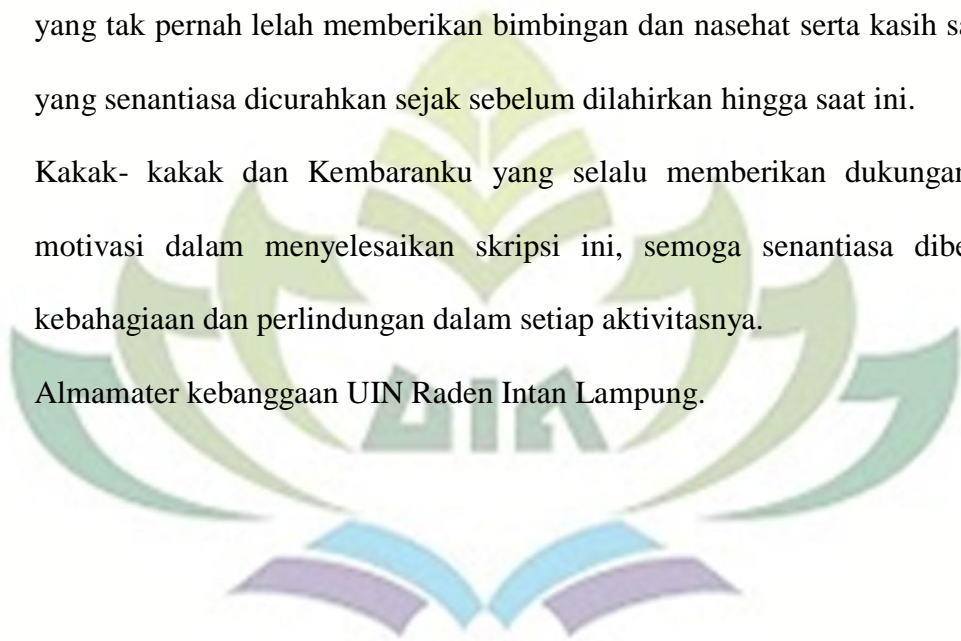 yang tak pernah lelah memberikan bimbingan dan nasehat serta kasih
yang senantiasa dicurahkan sejak sebelum dilahirkan hingga saat ini.
Kakak- kakak dan Kembaranku yang selalu memberikan dukungan
motivasi dalam menyelesaikan skripsi ini, semoga senantiasa
kebahagiaan dan perlindungan dalam setiap aktivitasnya.
Almamater kebanggaan UIN Raden Intan Lampung.
UIN